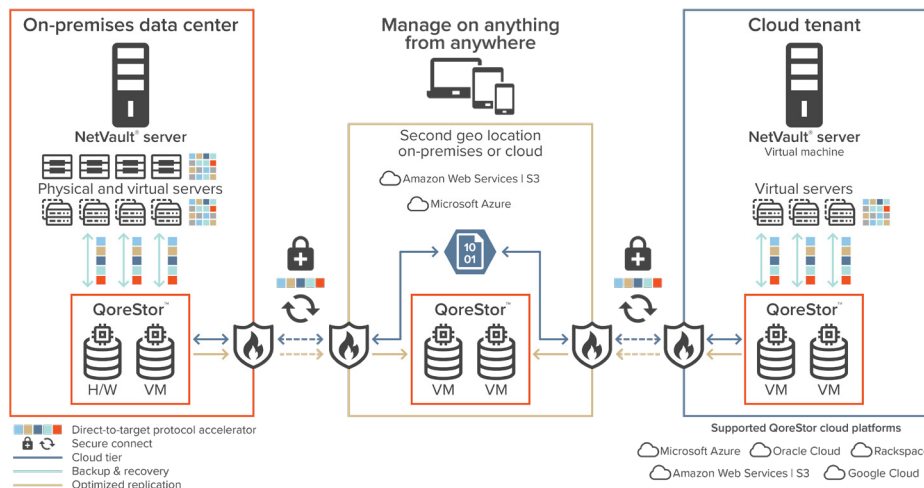 On-premises data center
NetVault® server
Physical and virtual servers
QoreStor™
H/W
VM
Manage on anything
from anywhere
Second geo location
on-premises or cloud
Amazon Web Services | S3
Microsoft Azure
10
01
QoreStor™
VM
VM
Cloud tenant
NetVault® server
Virtual machine
Virtual servers
QoreStor™
VM
VM
Direct-to-target protocol accelerator
Secure connect
Cloud tier
Backup & recovery
Optimized replication
Supported QoreStor cloud platforms
Microsoft Azure
Oracle Cloud
Rackspace
Amazon Web Services | S3
Google Cloud